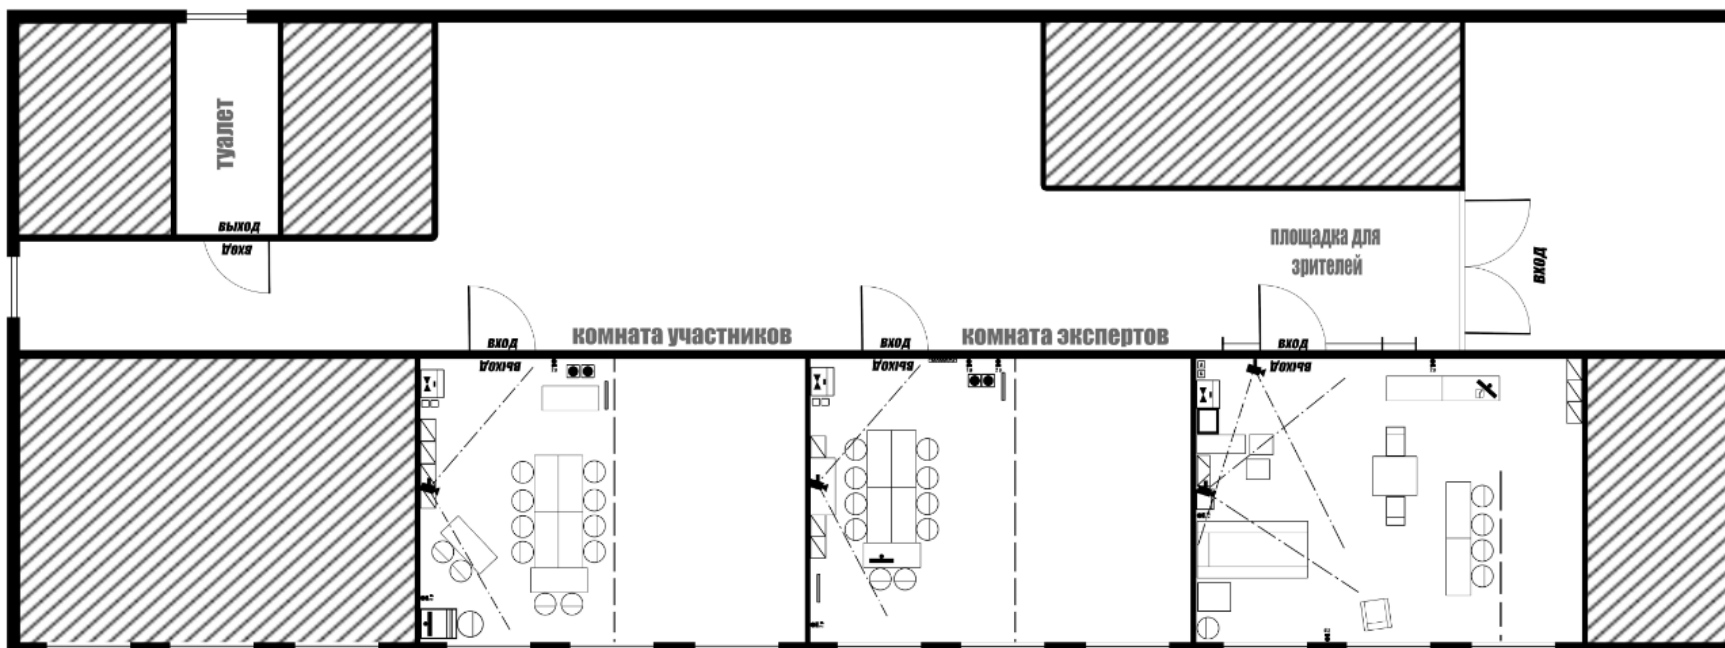 туалет
ВЫХОД
ВХОД
площадка для
зрителей
ВХОД
комната участников
комната экспертов
ВХОД
ВЫХОД
ВХОД
ВЫХОД
ВХОД
ВЫХОД